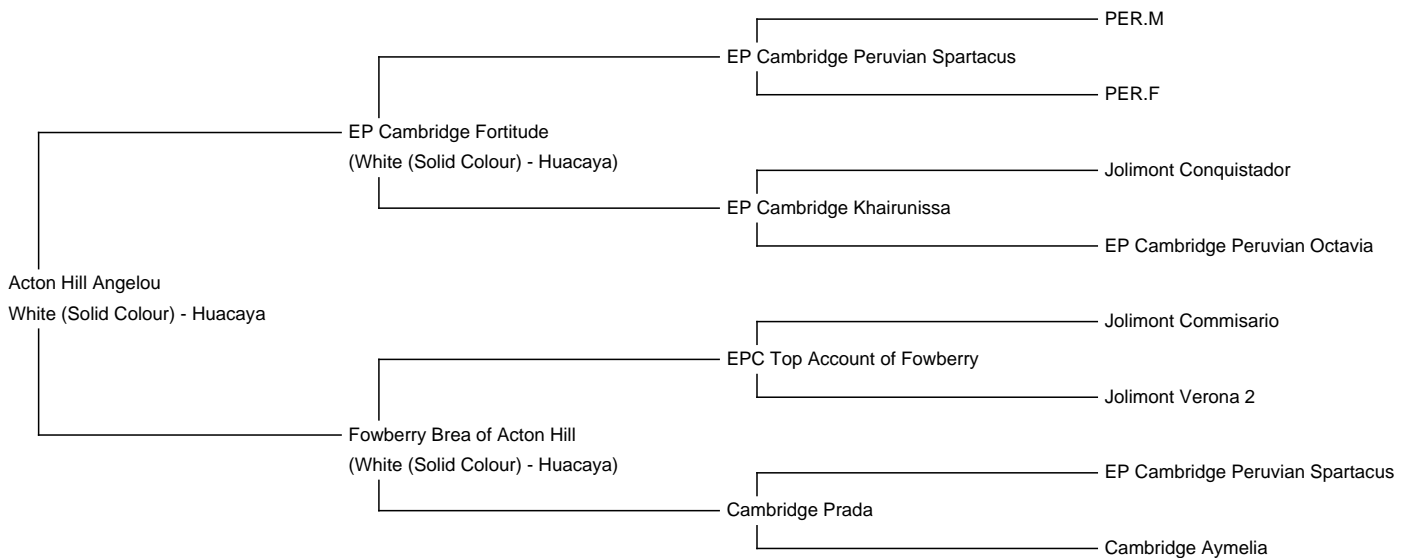 PER.M
EP Cambridge Peruvian Spartacus
PER.F
EP Cambridge Fortitude
(White (Solid Colour) - Huacaya)
Jolimont Conquistador
EP Cambridge Khairunissa
EP Cambridge Peruvian Octavia
Acton Hill Angelou
White (Solid Colour) - Huacaya
Jolimont Commisario
EPC Top Account of Fowberry
Jolimont Verona 2
Fowberry Brea of Acton Hill
(White (Solid Colour) - Huacaya)
EP Cambridge Peruvian Spartacus
Cambridge Prada
Cambridge Aymelia